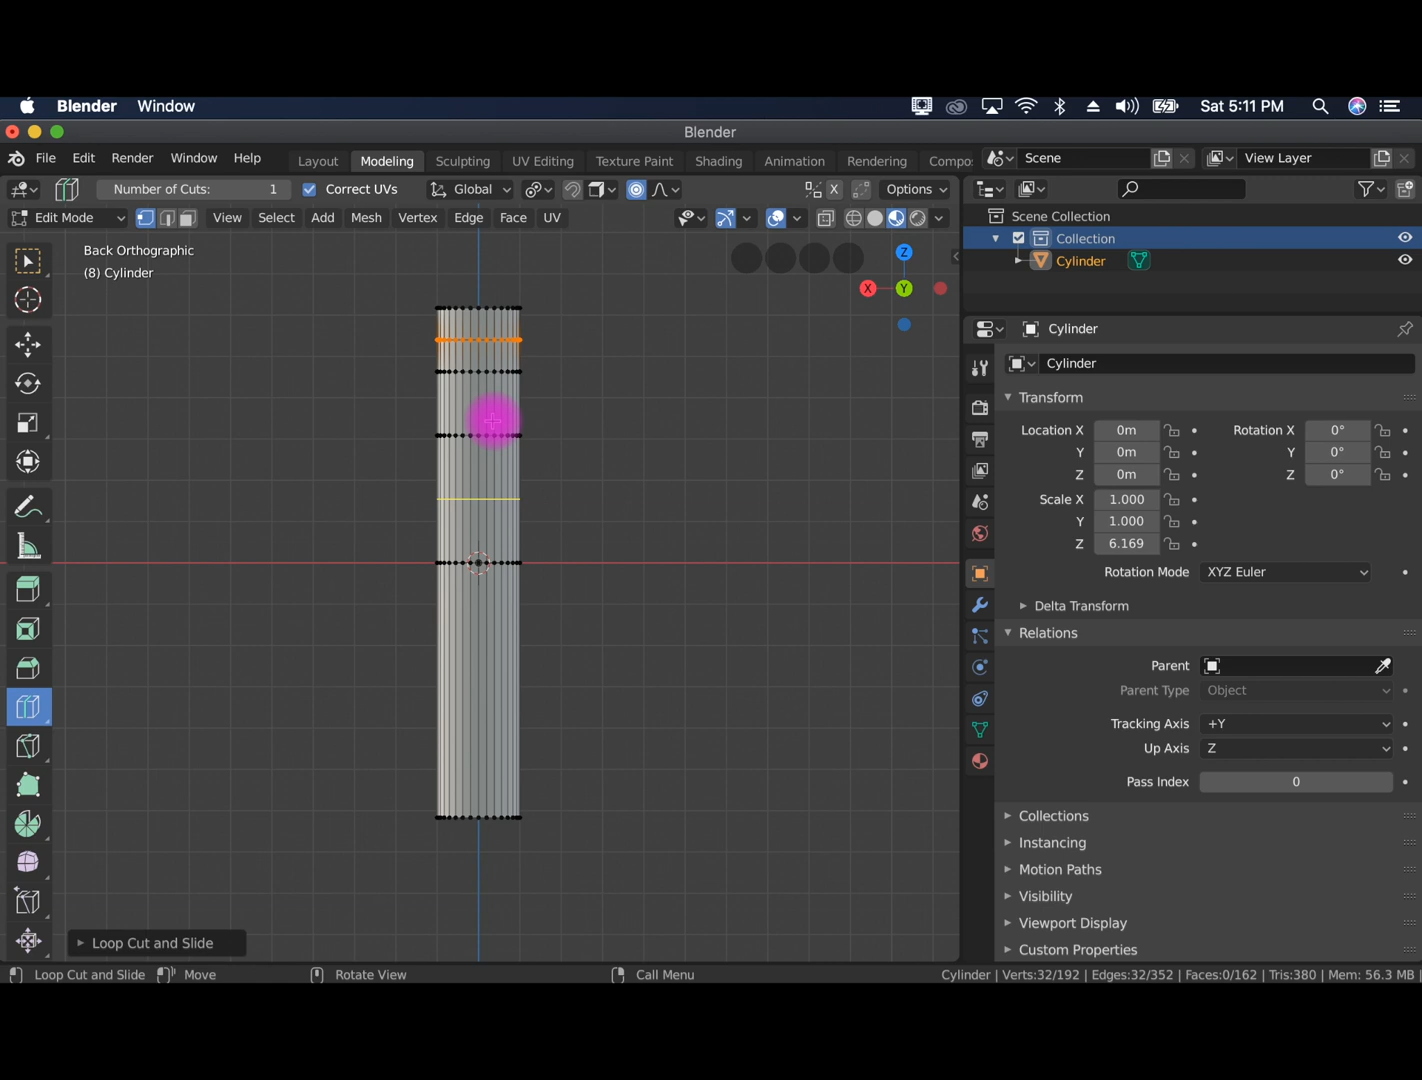 Blender Window Sat 5:11 PM
Blender
File Edit Render Window Help Layout Modeling Sculpting UV Editing Texture Paint Shading Animation Rendering Compo: Scene View Layer
Number of Cuts: 1 Correct UVs Global X Options
Edit Mode View Select Add Mesh Vertex Edge Face UV
Scene Collection
Collection
Cylinder
Back Orthographic
(8) Cylinder
Z
X
Y
Cylinder
Cylinder
Transform
Location X 0m Rotation X 0°
Y 0m Y 0°
Z 0m Z 0°
Scale X 1.000
Y 1.000
Z 6.169
Rotation Mode XYZ Euler
Delta Transform
Relations
Parent
Parent Type Object
Tracking Axis +Y
Up Axis Z
Pass Index 0
Collections
Instancing
Motion Paths
Visibility
Viewport Display
Custom Properties
Loop Cut and Slide
Loop Cut and Slide Move Rotate View Call Menu Cylinder | Verts:32/192 | Edges:32/352 | Faces:0/162 | Tris:380 | Mem: 56.3 MB |